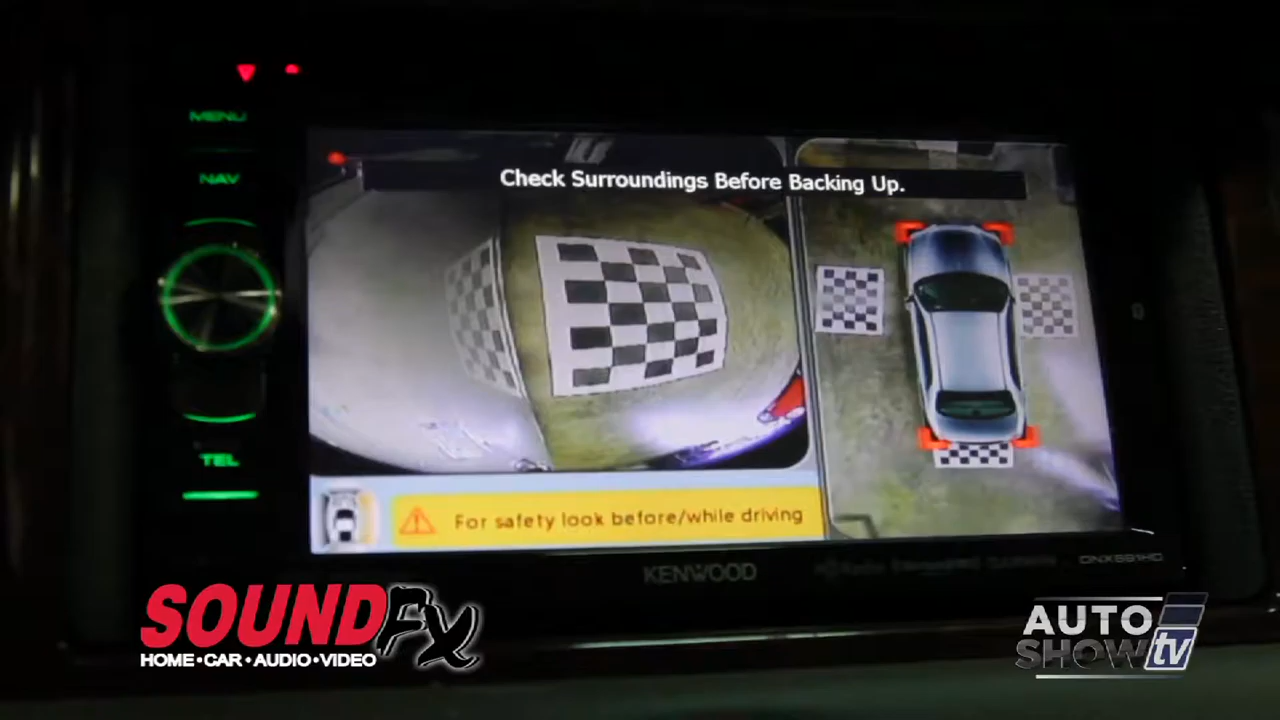 MENU
NAV
TEL
Check Surroundings Before Backing Up.
For safety look before/while driving
KENWOOD
DNX691HD
SOUND FX
HOME • CAR • AUDIO • VIDEO
AUTO
SHOW tv